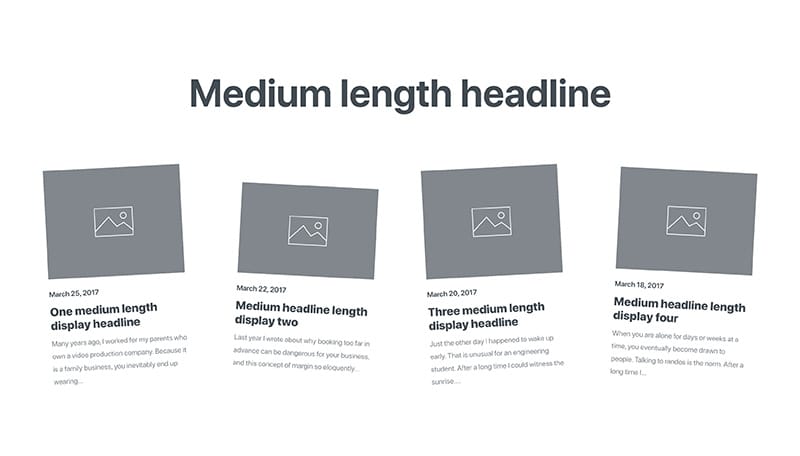 Medium length headline
March 25, 2017
One medium length
display headline
Many years ago, I worked for my parents who
own a video production company. Because it
is a family business, you inevitably end up
wearing...
March 22, 2017
Medium headline length
display two
Last year I wrote about why booking too far in
advance can be dangerous for your business,
and this concept of margin so eloquently...
March 20, 2017
Three medium length
display headline
Just the other day I happened to wake up
early. That is unusual for an engineering
student. After a long time I could witness the
sunrise....
March 18, 2017
Medium headline length
display four
When you are alone for days or weeks at a
time, you eventually become drawn to
people. Talking to randos is the norm. After a
long time I...